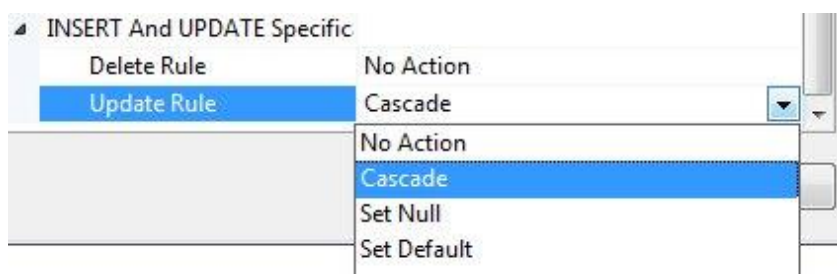 INSERT And UPDATE Specific
Delete Rule No Action
Update Rule Cascade
No Action
Cascade
Set Null
Set Default